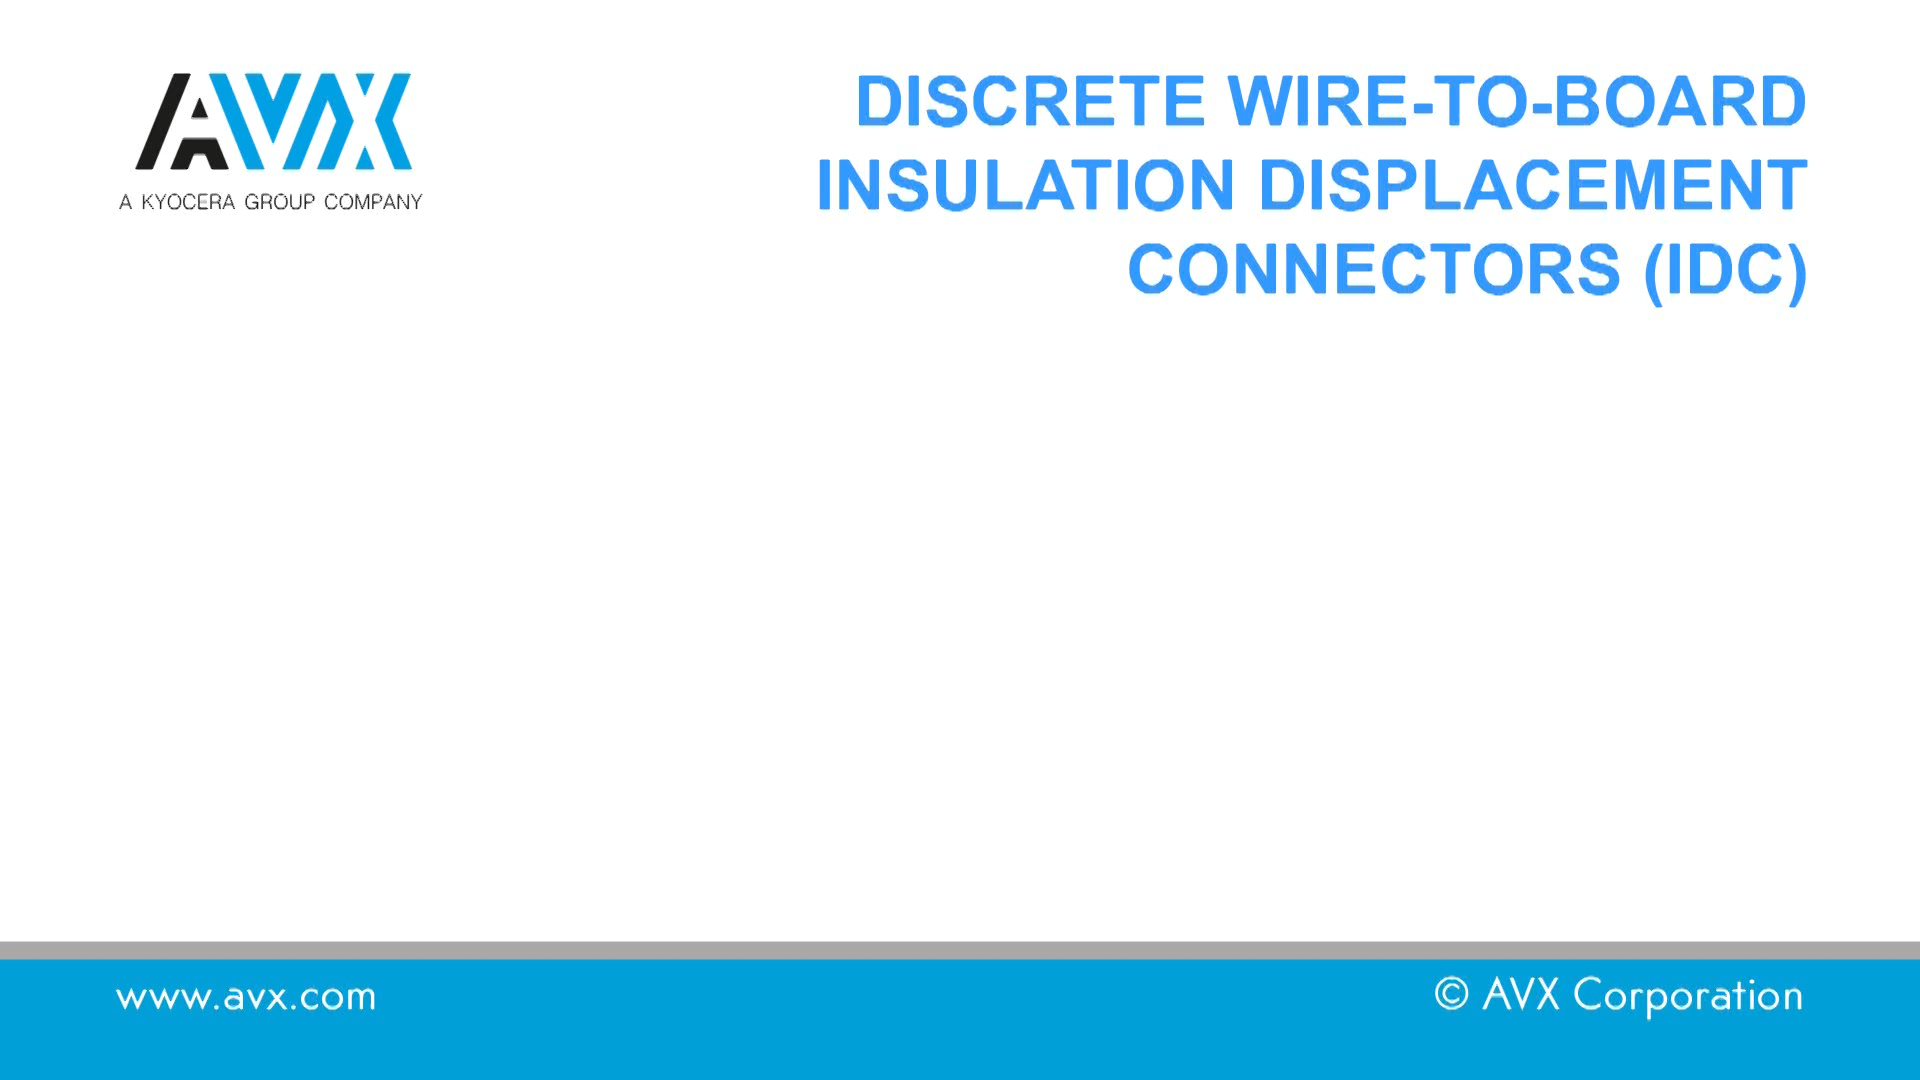 AVX
A KYOCERA GROUP COMPANY
DISCRETE WIRE-TO-BOARD
INSULATION DISPLACEMENT
CONNECTORS (IDC)
www.avx.com
© AVX Corporation